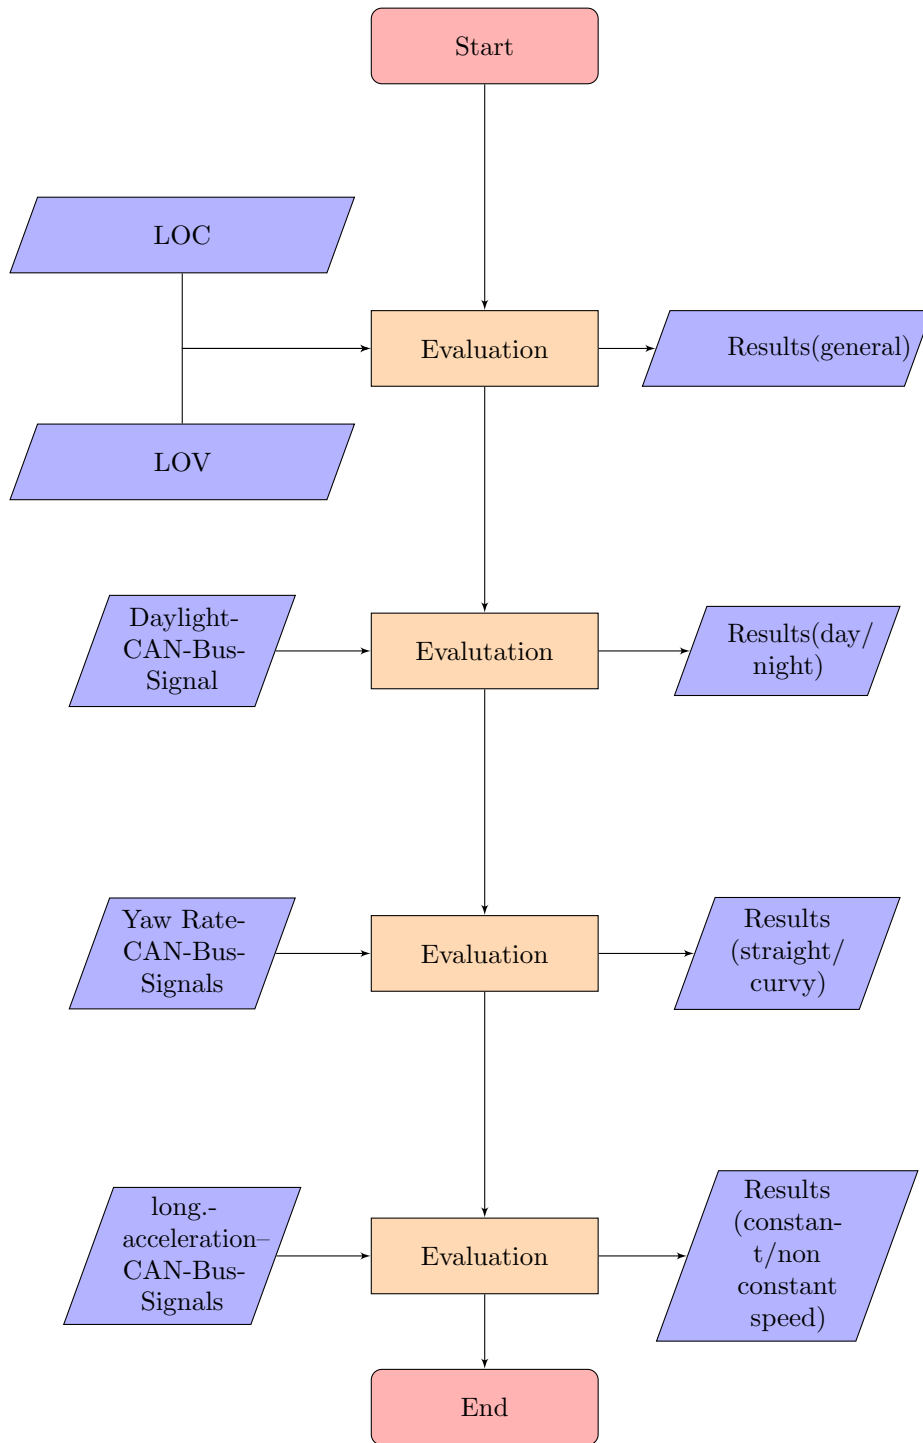 Start
LOC
Evaluation
Results(general)
LOV
Daylight-
CAN-Bus-
Signal
Evalutation
Results(day/
night)
Yaw Rate-
CAN-Bus-
Signals
Evaluation
Results
(straight/
curvy)
long.-
acceleration–
CAN-Bus-
Signals
Evaluation
Results
(constan-
t/non
constant
speed)
End